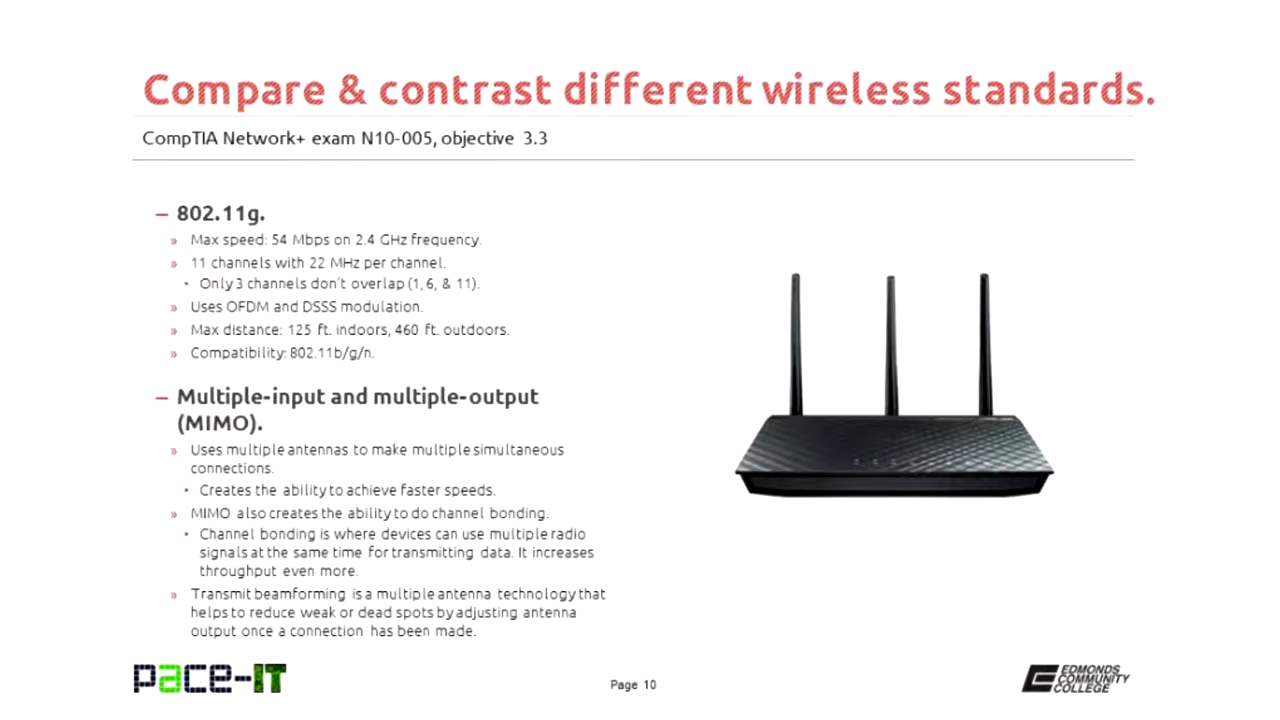 Compare & contrast different wireless standards.
CompTIA Network+ exam N10-005, objective 3.3
– 802.11g.
» Max speed: 54 Mbps on 2.4 GHz frequency.
» 11 channels with 22 MHz per channel.
• Only 3 channels don't overlap (1, 6, & 11).
» Uses OFDM and DSSS modulation.
» Max distance: 125 ft. indoors, 460 ft. outdoors.
» Compatibility: 802.11b/g/n.
– Multiple-input and multiple-output
(MIMO).
» Uses multiple antennas to make multiple simultaneous
connections.
• Creates the ability to achieve faster speeds.
» MIMO also creates the ability to do channel bonding.
• Channel bonding is where devices can use multiple radio
signals at the same time for transmitting data. It increases
throughput even more.
» Transmit beamforming is a multiple antenna technology that
helps to reduce weak or dead spots by adjusting antenna
output once a connection has been made.
pace-IT
Page 10
EDMONDS
COMMUNITY
COLLEGE